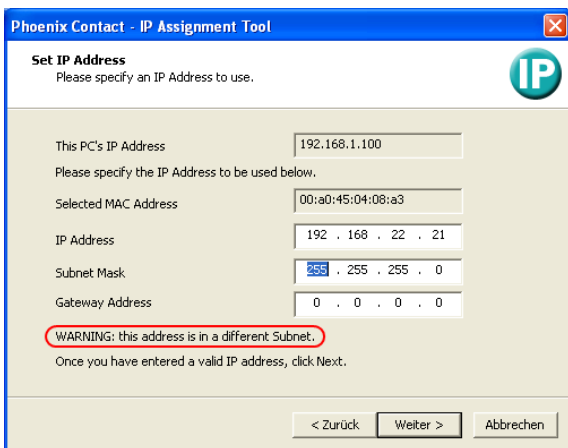 Phoenix Contact - IP Assignment Tool
Set IP Address
Please specify an IP Address to use.
IP
This PC's IP Address 192.168.1.100
Please specify the IP Address to be used below.
Selected MAC Address 00:a0:45:04:08:a3
IP Address 192 . 168 . 22 . 21
Subnet Mask 255 . 255 . 255 . 0
Gateway Address 0 . 0 . 0 . 0
WARNING: this address is in a different Subnet.
Once you have entered a valid IP address, click Next.
< Zurück Weiter > Abbrechen